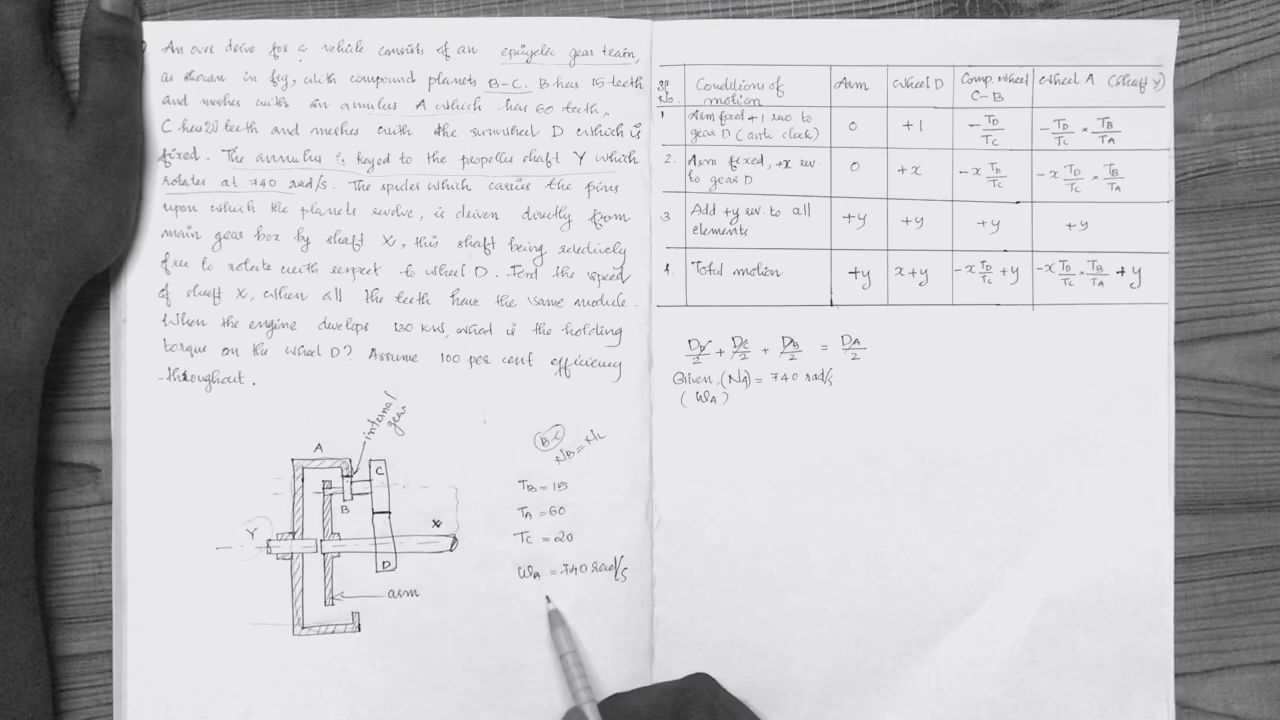 An over drive for a vehicle consists of an epicyclic gear train,
as shown in fig, with compound planets B-C. B has 15 teeth
and meshes with an annulus A which has 60 teeth.
C has 20 teeth and meshes with the sunwheel D which is
fixed. The annulus is keyed to the propeller shaft Y which
rotates at 740 rad/s. The spider which carries the pins
upon which the planets revolve, is driven directly from
main gear box by shaft X, this shaft being relatively
free to rotate with respect to wheel D. Find the speed
of shaft X, when all the teeth have the same module.
When the engine develops 130 kW, what is the holding
torque on the wheel D? Assume 100 per cent efficiency
throughout.
internal
gear
A
C
B
Y
X
D
arm
B-C
NB = NC
TB = 15
TA = 60
TC = 20
ωA = 740 rad/s
Sl No. Conditions of motion Arm Wheel D Comp. wheel C-B Wheel A (Shaft Y)
1 Arm fixed +1 rev to gear D (anti clock) 0 +1 -TD/TC -TD/TC × TB/TA
2. Arm fixed, +x rev. to gear D 0 +x -x TD/TC -x TD/TC × TB/TA
3 Add +y rev. to all elements +y +y +y +y
4. Total motion +y x+y -x TD/TC +y -x TD/TC × TB/TA + y
DD/2 + DC/2 + DB/2 = DA/2
Given, (NA) = 740 rad/s
(ωA)